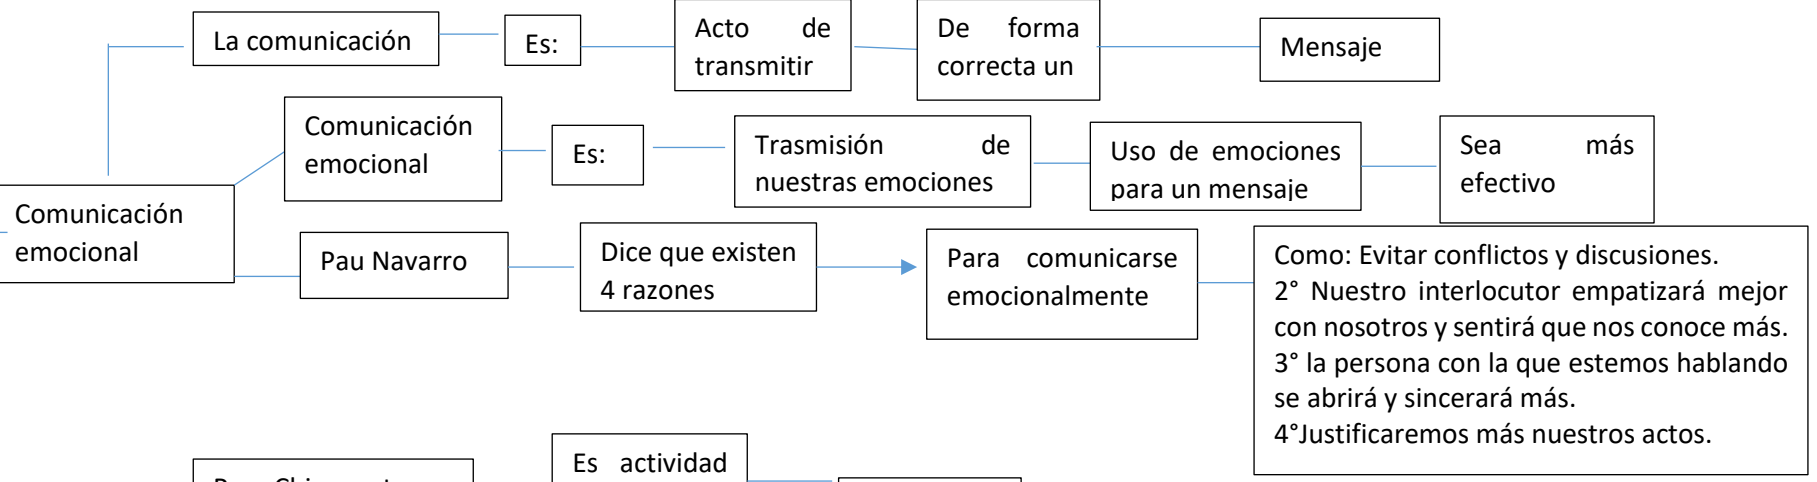 La comunicación
Es:
Acto de
transmitir
De forma
correcta un
Mensaje
Comunicación
emocional
Es:
Trasmisión de
nuestras emociones
Uso de emociones
para un mensaje
Sea más
efectivo
Comunicación
emocional
Pau Navarro
Dice que existen
4 razones
Para comunicarse
emocionalmente
Como: Evitar conflictos y discusiones.
2° Nuestro interlocutor empatizará mejor
con nosotros y sentirá que nos conoce más.
3° la persona con la que estemos hablando
se abrirá y sincerará más.
4°Justificaremos más nuestros actos.
Es actividad